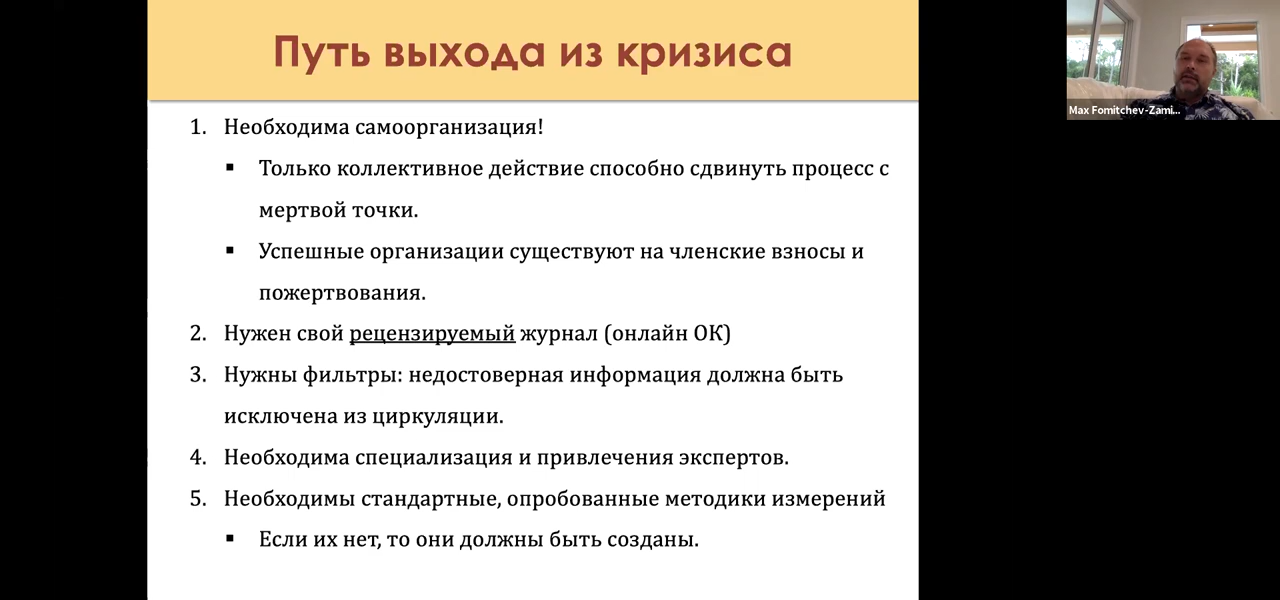 Путь выхода из кризиса
Max Fomitchev-Zami...
1. Необходима самоорганизация!
▪ Только коллективное действие способно сдвинуть процесс с
мертвой точки.
▪ Успешные организации существуют на членские взносы и
пожертвования.
2. Нужен свой рецензируемый журнал (онлайн ОК)
3. Нужны фильтры: недостоверная информация должна быть
исключена из циркуляции.
4. Необходима специализация и привлечения экспертов.
5. Необходимы стандартные, опробованные методики измерений
▪ Если их нет, то они должны быть созданы.